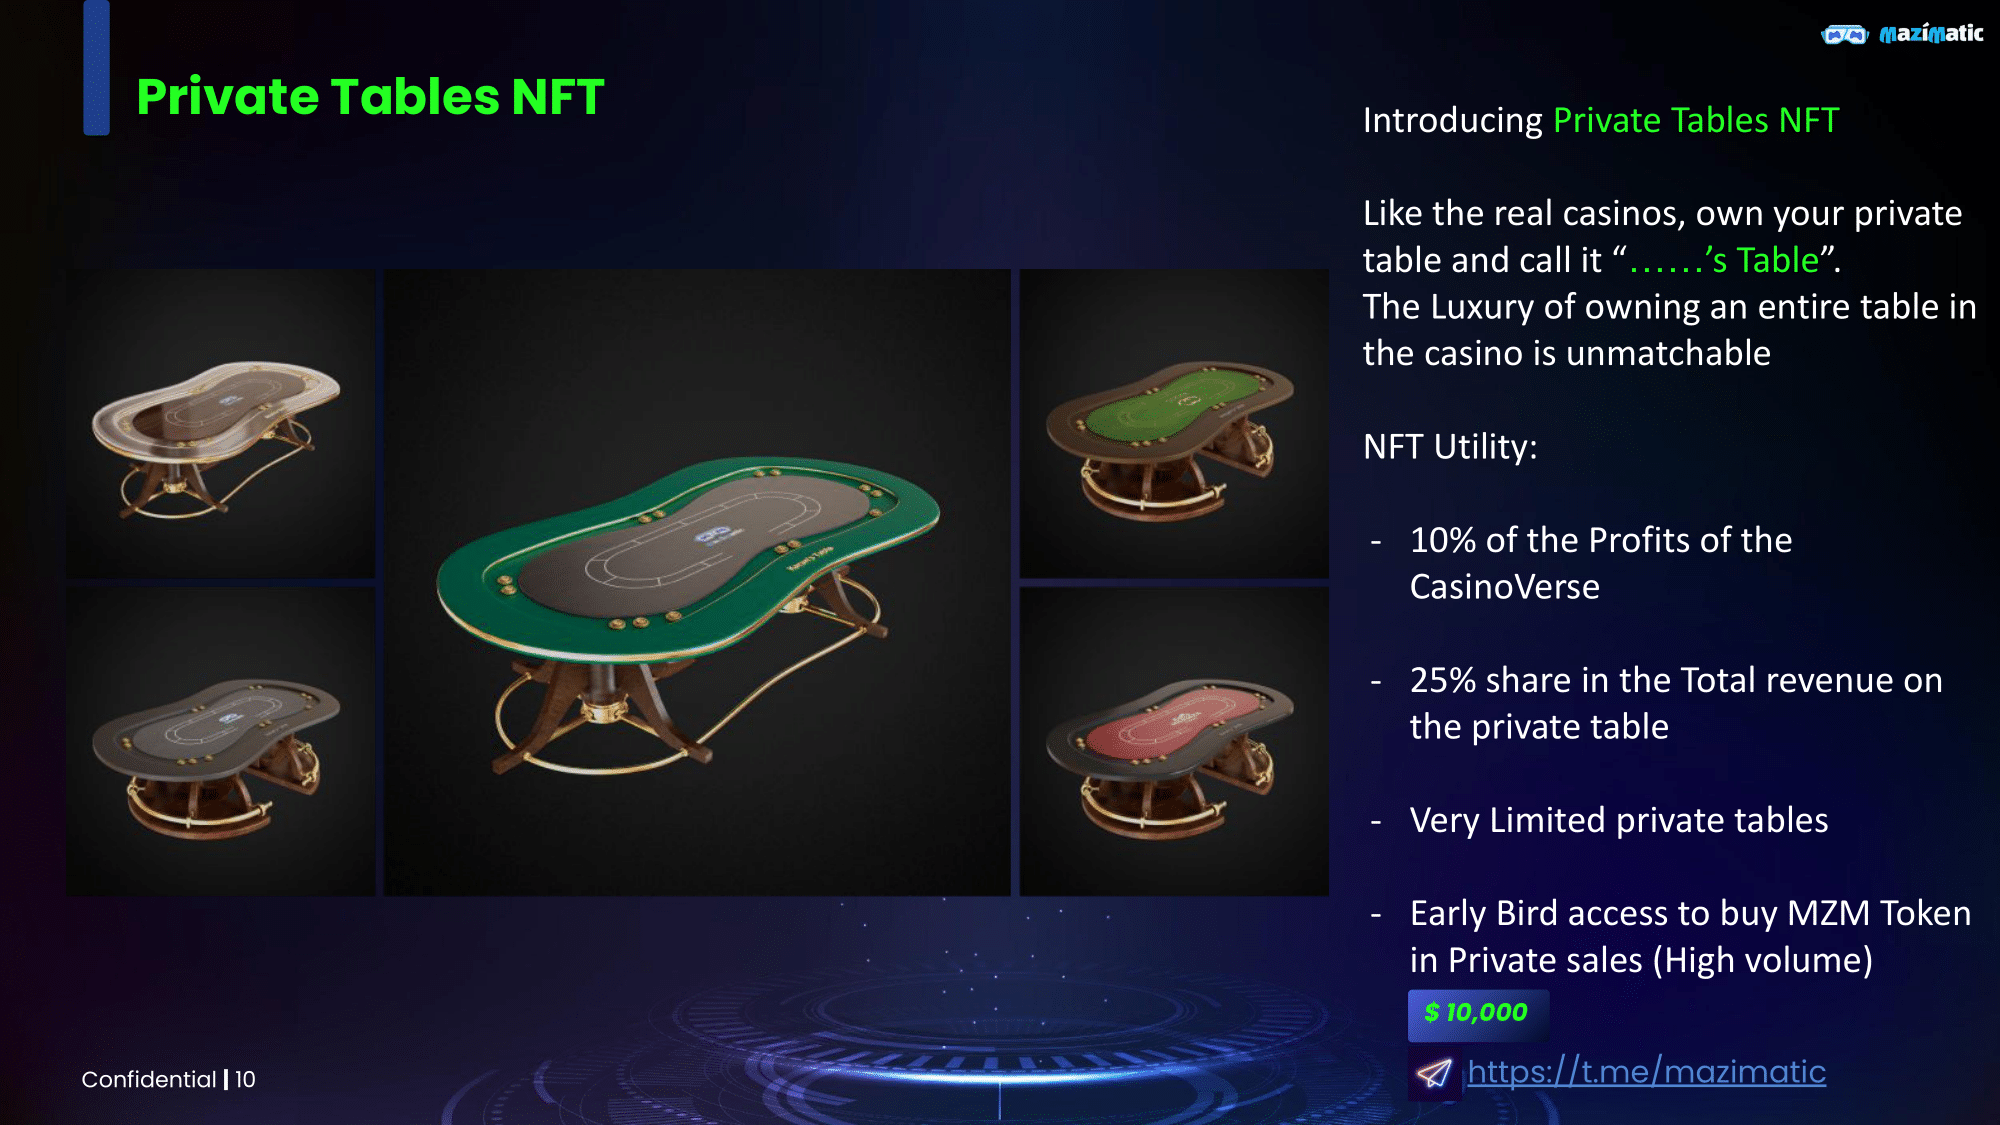 mazimatic
Private Tables NFT
Introducing Private Tables NFT
Like the real casinos, own your private
table and call it “……’s Table”.
The Luxury of owning an entire table in
the casino is unmatchable
NFT Utility:
- 10% of the Profits of the
CasinoVerse
- 25% share in the Total revenue on
the private table
- Very Limited private tables
- Early Bird access to buy MZM Token
in Private sales (High volume)
$ 10,000
https://t.me/mazimatic
Confidential | 10